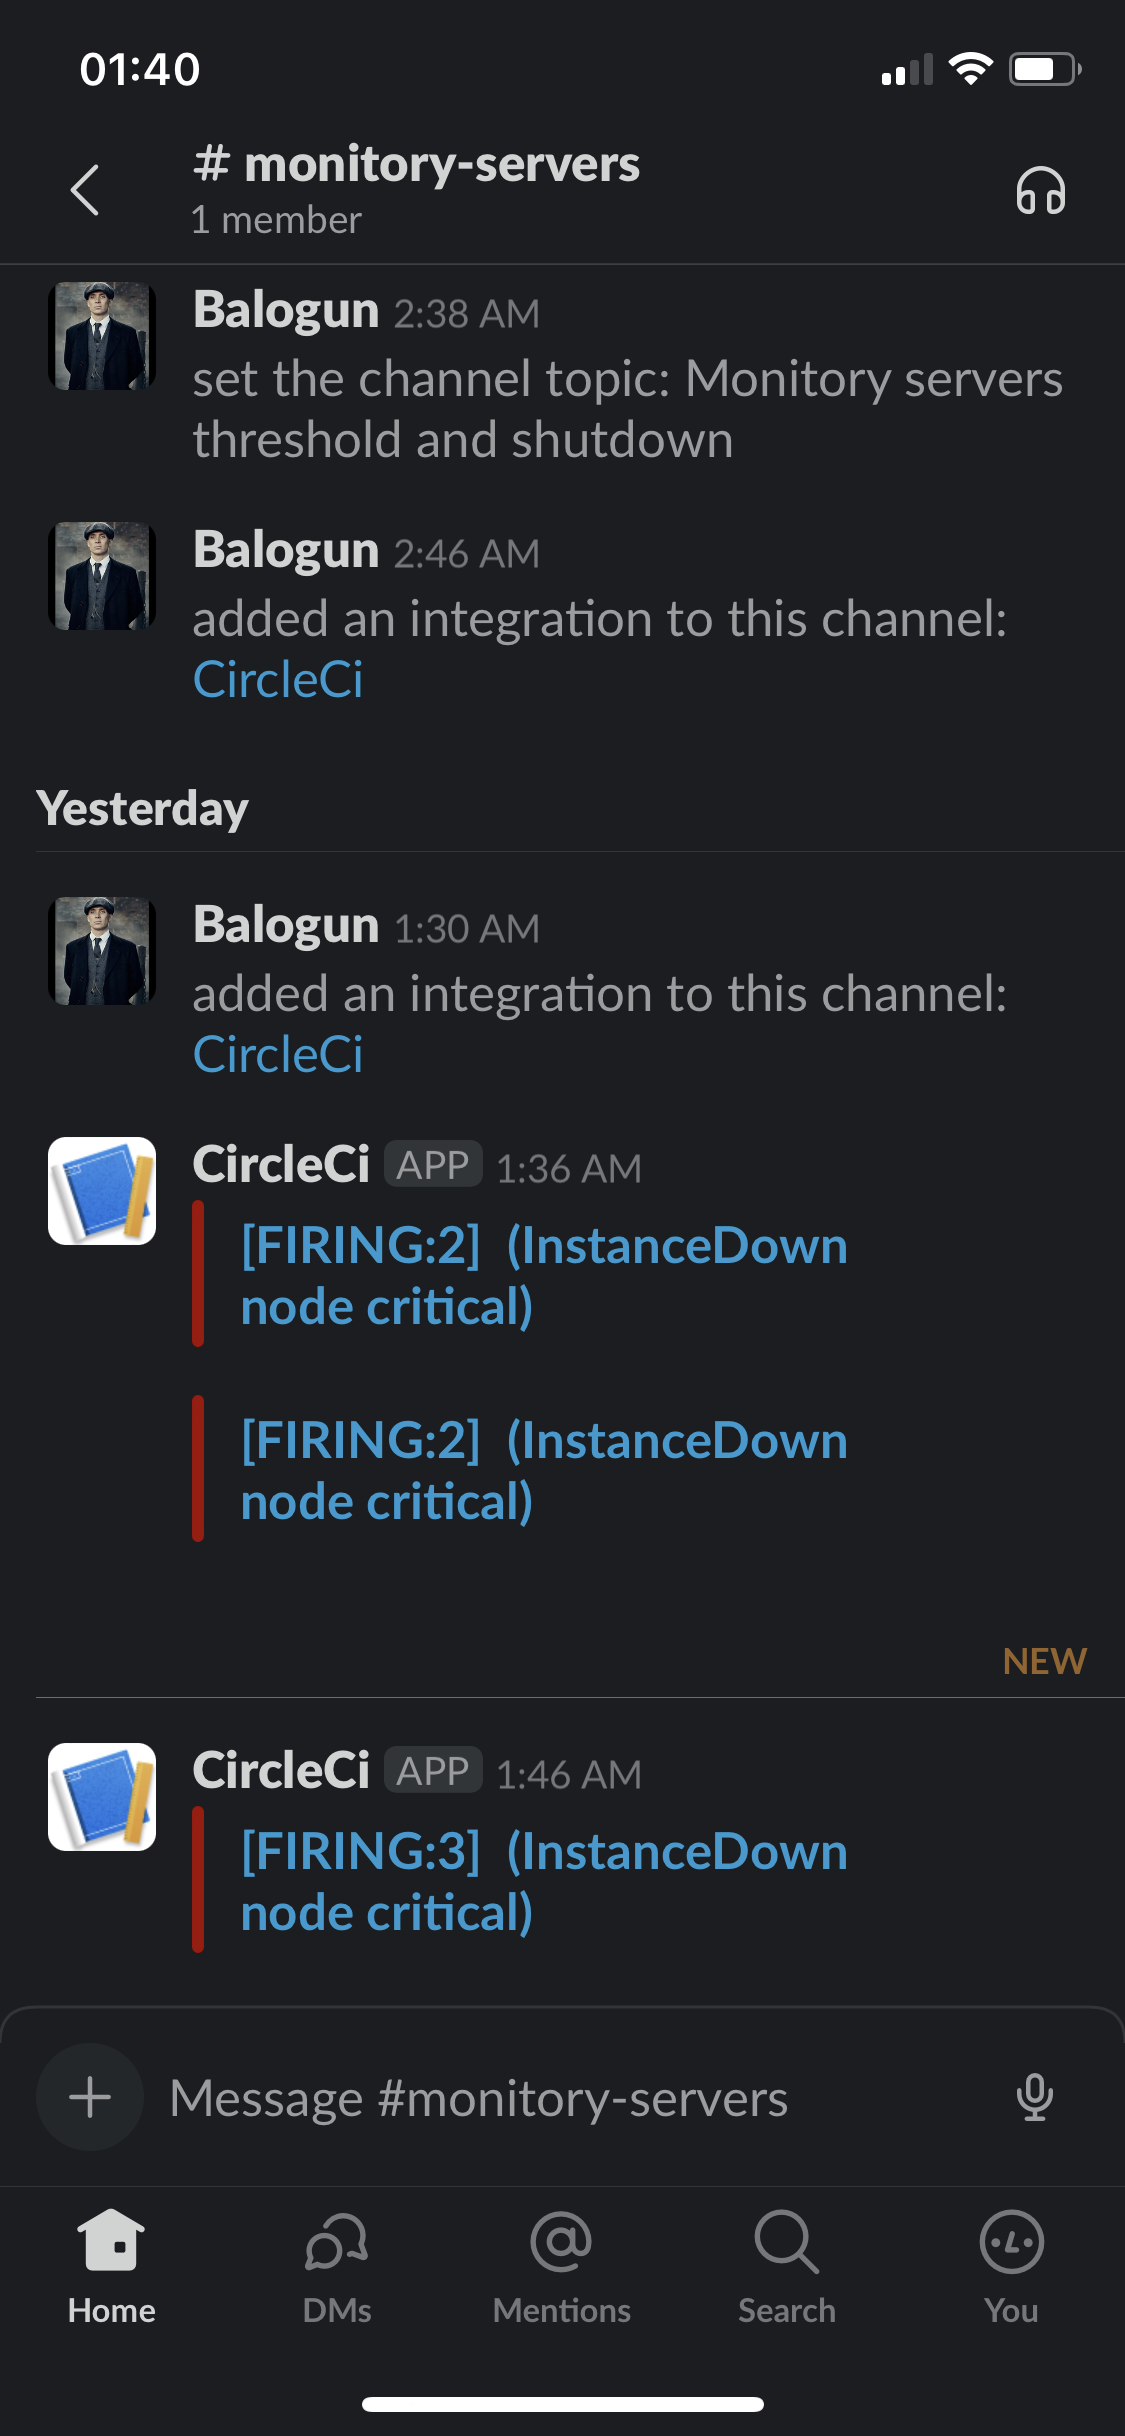 01:40
# monitory-servers
1 member
Balogun 2:38 AM
set the channel topic: Monitory servers
threshold and shutdown
Balogun 2:46 AM
added an integration to this channel:
CircleCi
Yesterday
Balogun 1:30 AM
added an integration to this channel:
CircleCi
CircleCi APP 1:36 AM
[FIRING:2] (InstanceDown
node critical)
[FIRING:2] (InstanceDown
node critical)
NEW
CircleCi APP 1:46 AM
[FIRING:3] (InstanceDown
node critical)
Message #monitory-servers
Home DMs Mentions Search You